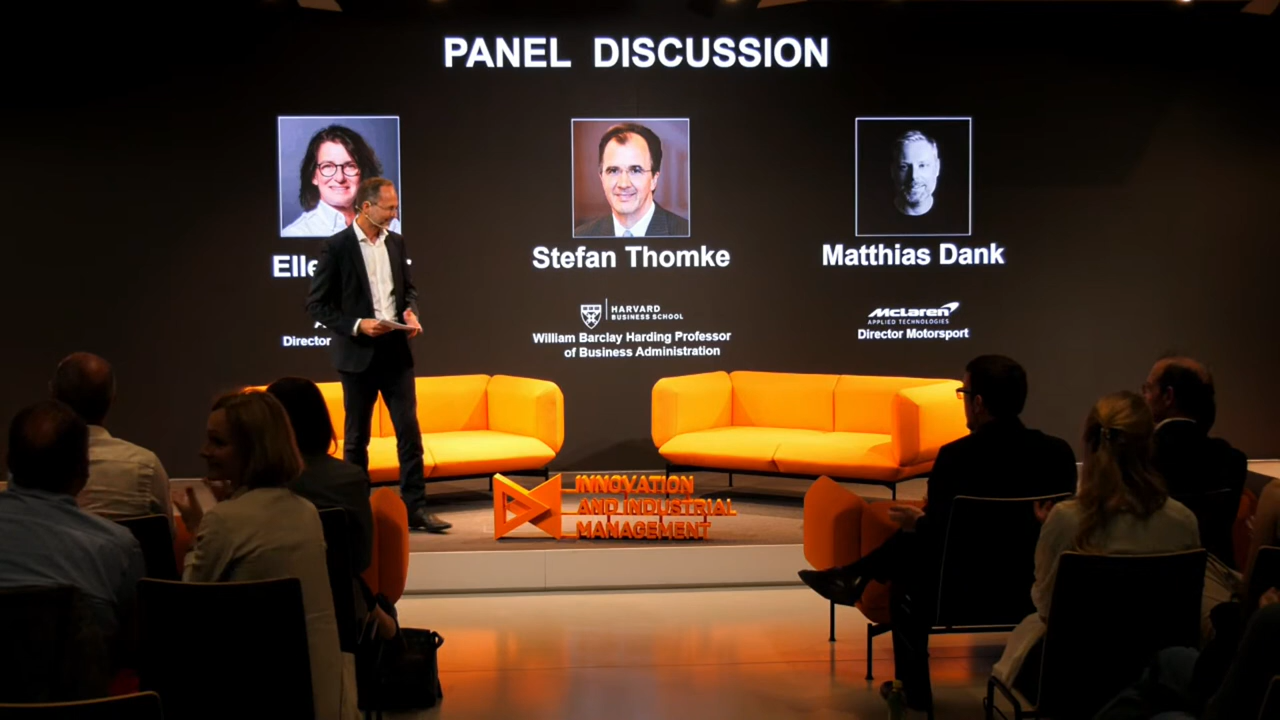 PANEL DISCUSSION
Stefan Thomke
Matthias Dank
HARVARD
BUSINESS SCHOOL
McLaren
APPLIED TECHNOLOGIES
Director
William Barclay Harding Professor
of Business Administration
Director Motorsport
INNOVATION
AND INDUSTRIAL
MANAGEMENT